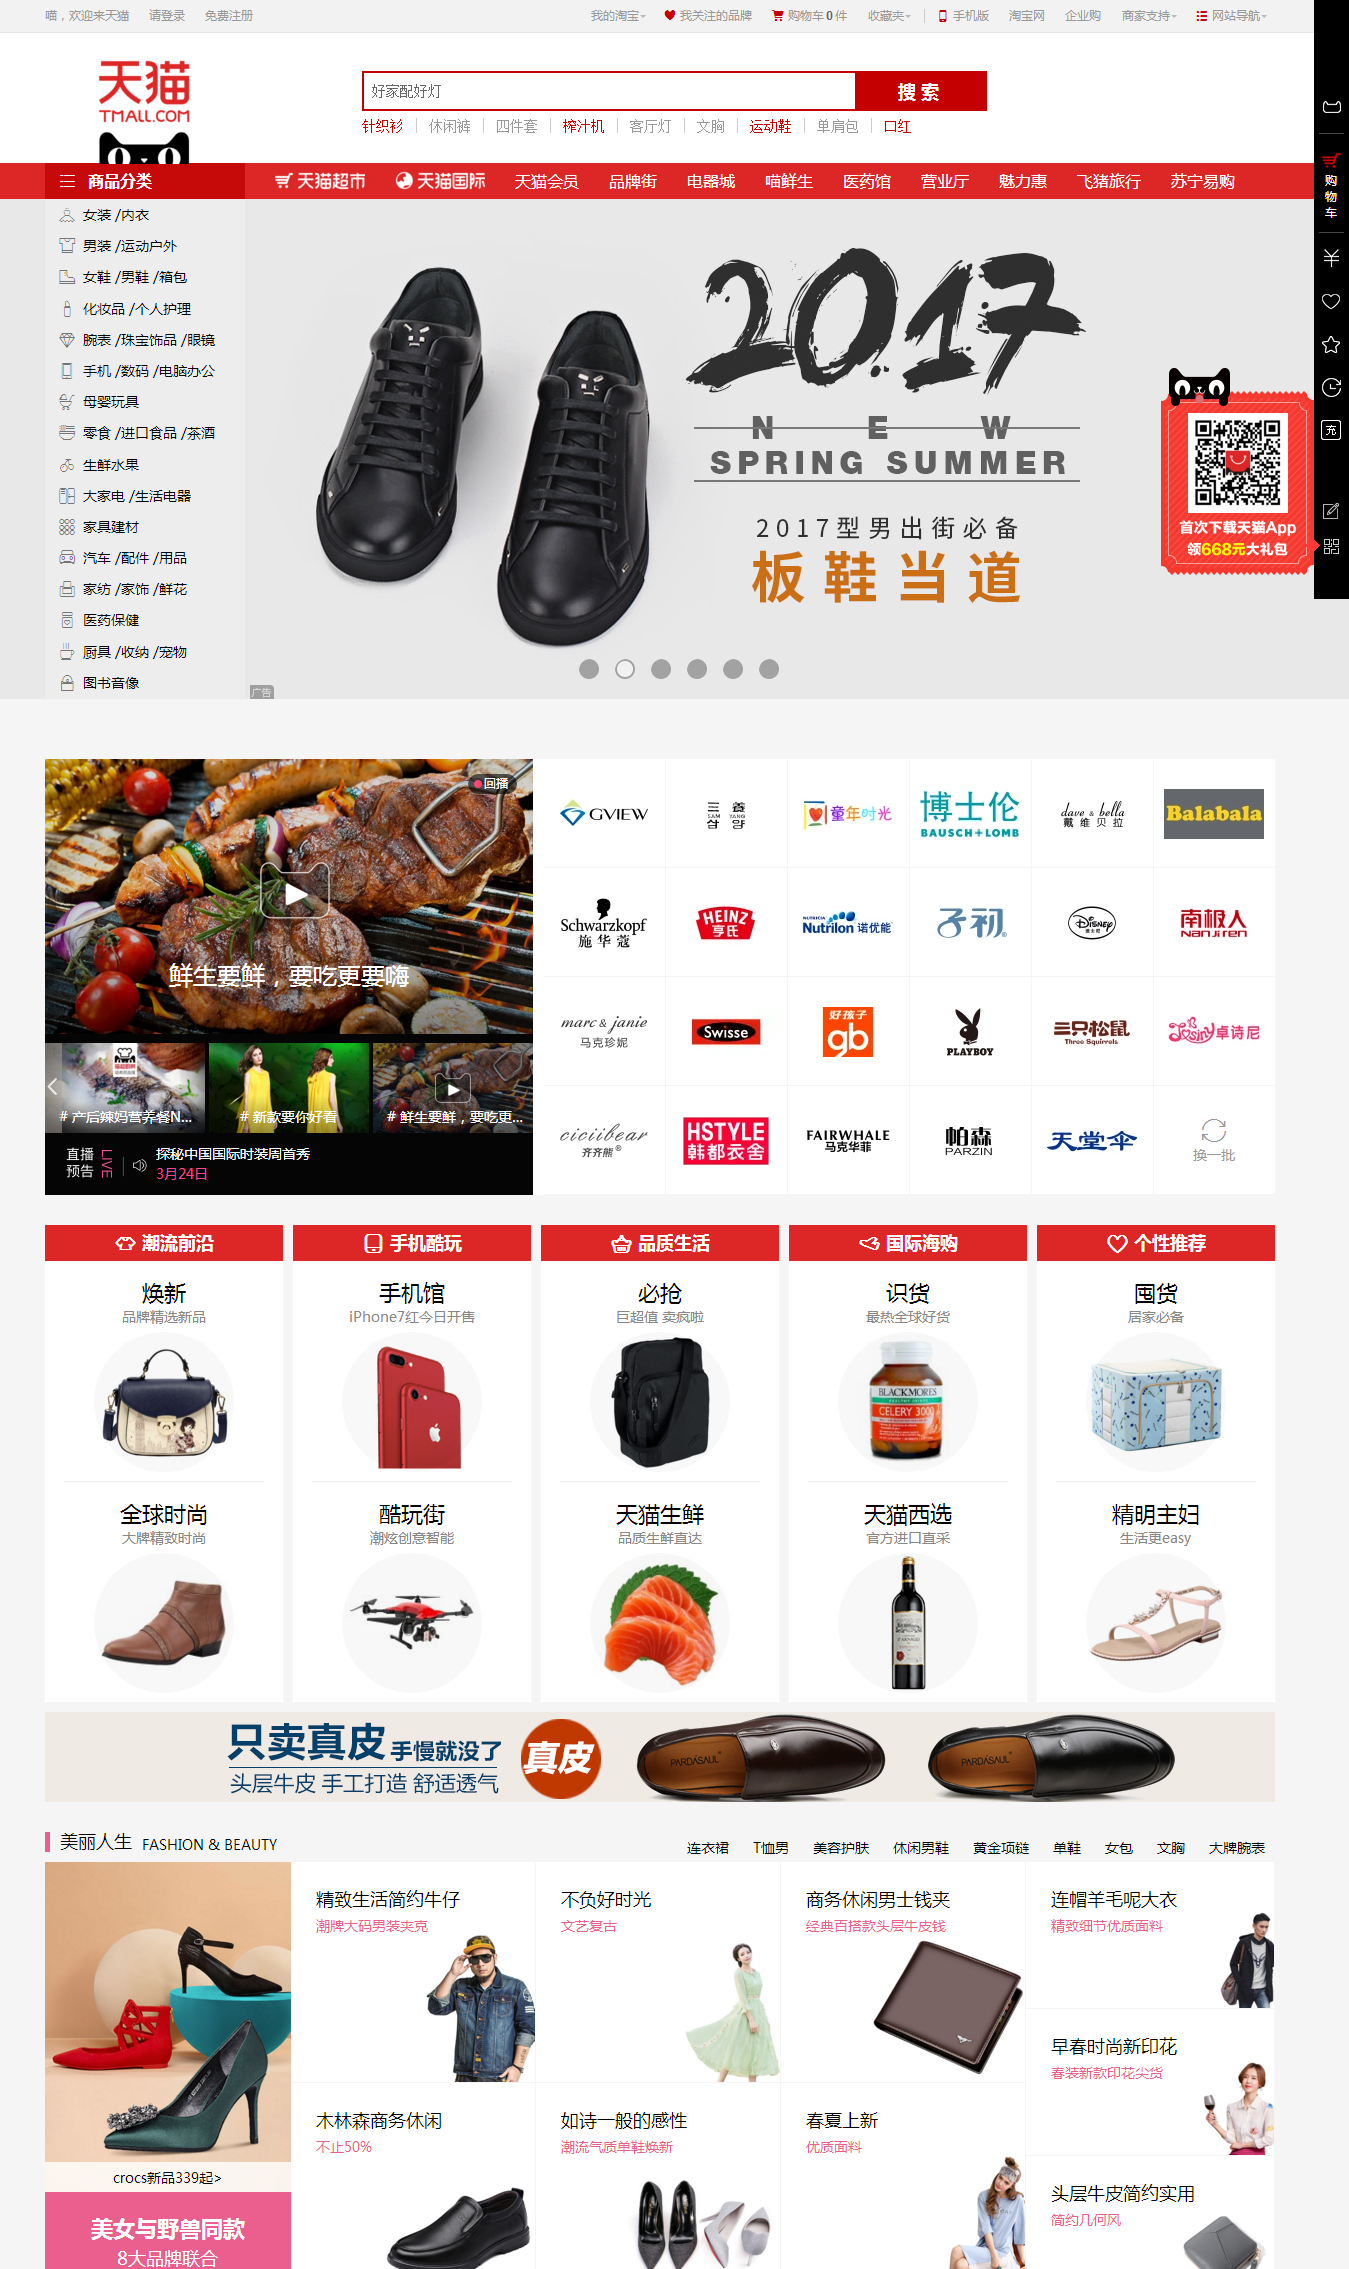 喵，欢迎来天猫 请登录 免费注册 我的淘宝 我关注的品牌 购物车0件 收藏夹 手机版 淘宝网 企业购 商家支持 网站导航
天猫
TMALL.COM
好家配好灯 搜索
针织衫 休闲裤 四件套 榨汁机 客厅灯 文胸 运动鞋 单肩包 口红
商品分类 天猫超市 天猫国际 天猫会员 品牌街 电器城 喵鲜生 医药馆 营业厅 魅力惠 飞猪旅行 苏宁易购
购物车
女装 /内衣
男装 /运动户外
女鞋 /男鞋 /箱包
化妆品 /个人护理
腕表 /珠宝饰品 /眼镜
手机 /数码 /电脑办公
母婴玩具
零食 /进口食品 /茶酒
生鲜水果
大家电 /生活电器
家具建材
汽车 /配件 /用品
家纺 /家饰 /鲜花
医药保健
厨具 /收纳 /宠物
图书音像
2017
NEW
SPRING SUMMER
2017型男出街必备
板鞋当道
广告
充
首次下载天猫App
领668元大礼包
回播
鲜生要鲜，要吃更要嗨
# 产后辣妈营养餐N...
# 新款要你好看
# 鲜生要鲜，要吃更...
直播预告 LIVE
探秘中国国际时装周首秀
3月24日
GVIEW
三養
SAM YANG
삼양
童年时光
博士伦
BAUSCH+LOMB
dave & bella
戴维贝拉
Balabala
Schwarzkopf
施华蔻
HEINZ
亨氏
NUTRICIA
Nutrilon 诺优能
子初
Disney
迪士尼
南极人
NanJiren
marc & janie
马克珍妮
Swisse
好孩子
gb
PLAYBOY
三只松鼠
Three Squirrels
Josiny 卓诗尼
ciciibear
齐齐熊
HSTYLE
韩都衣舍
FAIRWHALE
马克华菲
帕森
PARZIN
天堂伞
换一批
潮流前沿 手机酷玩 品质生活 国际海购 个性推荐
焕新 手机馆 必抢 识货 囤货
品牌精选新品 iPhone7红今日开售 巨超值 卖疯啦 最热全球好货 居家必备
BLACKMORES
CELERY 3000
全球时尚 酷玩街 天猫生鲜 天猫西选 精明主妇
大牌精致时尚 潮炫创意智能 品质生鲜直达 官方进口直采 生活更easy
只卖真皮 手慢就没了
头层牛皮 手工打造 舒适透气
真皮
PARDASAUL
PARDASAUL
美丽人生 FASHION & BEAUTY 连衣裙 T恤男 美容护肤 休闲男鞋 黄金项链 单鞋 女包 文胸 大牌腕表
crocs新品339起>
美女与野兽同款
8大品牌联合
精致生活简约牛仔
潮牌大码男装夹克
不负好时光
文艺复古
商务休闲男士钱夹
经典百搭款头层牛皮钱
连帽羊毛呢大衣
精致细节优质面料
早春时尚新印花
春装新款印花尖货
木林森商务休闲
不止50%
如诗一般的感性
潮流气质单鞋焕新
春夏上新
优质面料
头层牛皮简约实用
简约几何风